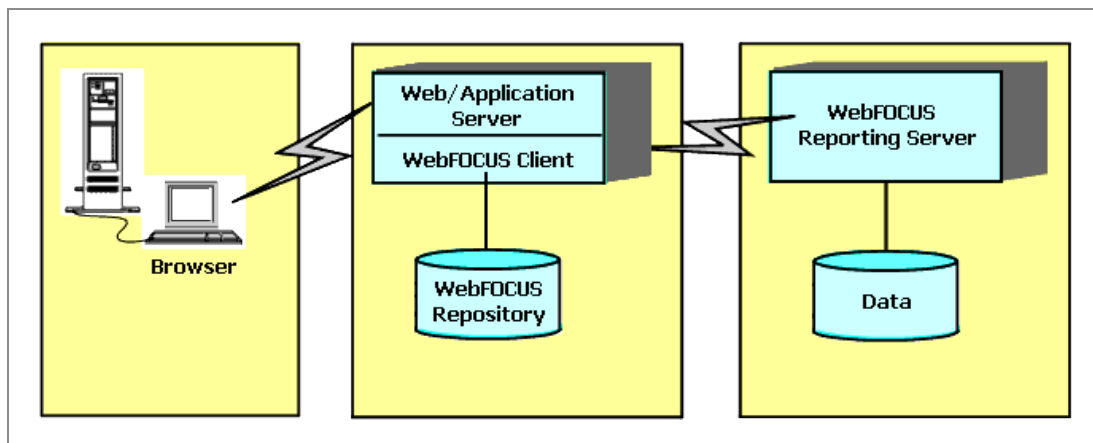 Browser
Web/Application
Server
WebFOCUS Client
WebFOCUS
Repository
WebFOCUS
Reporting Server
Data